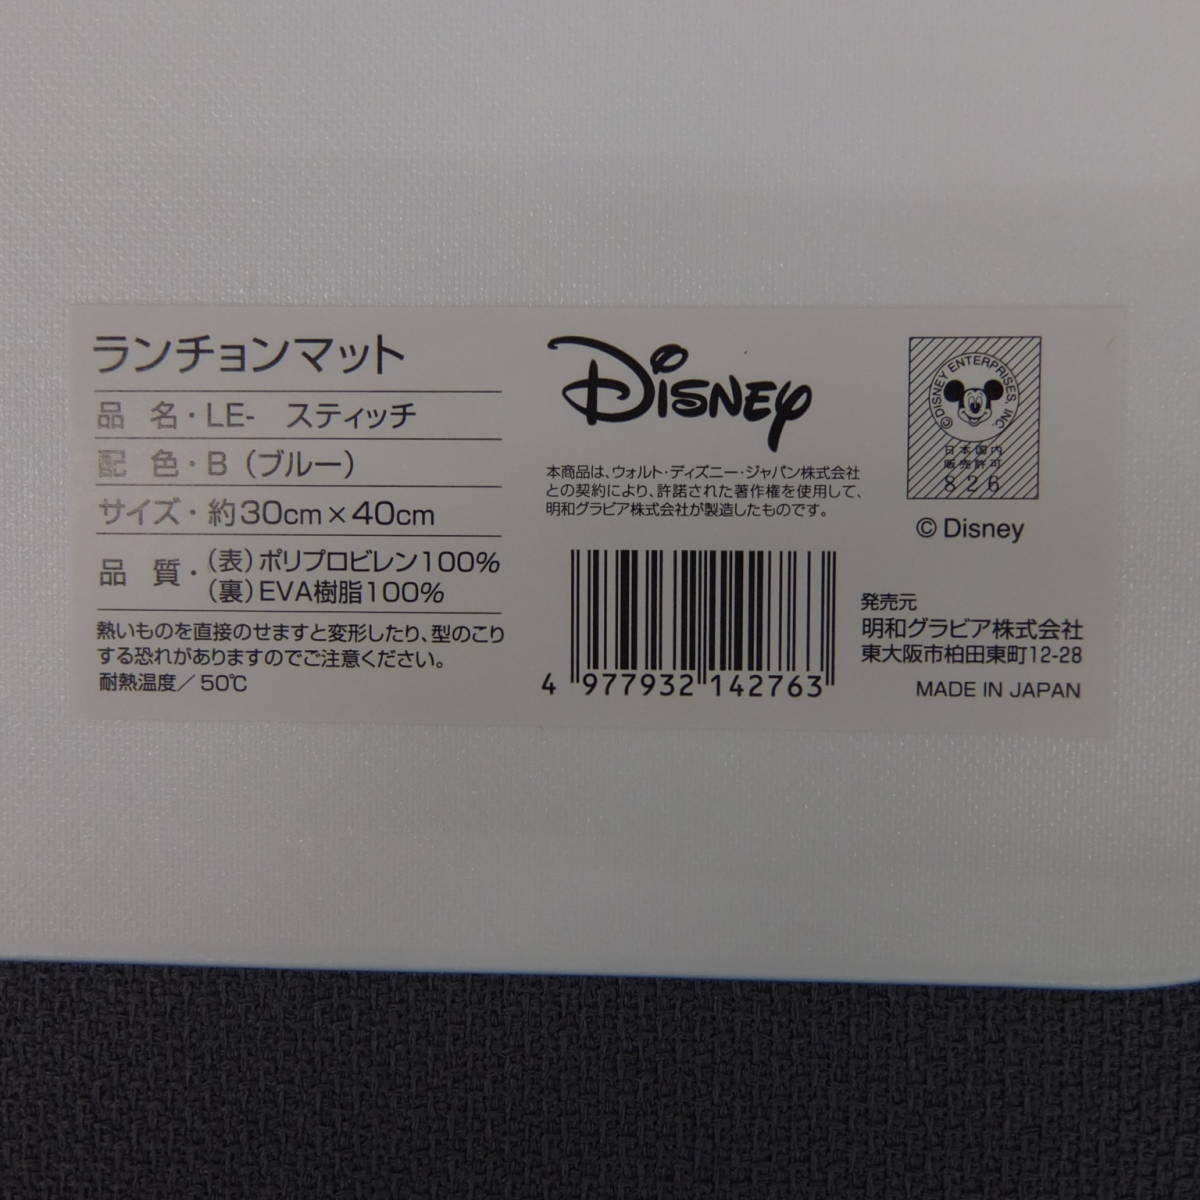 ランチョンマット
品 名・LE- スティッチ
配 色・B（ブルー）
サイズ・約30cm×40cm
品 質・（表）ポリプロピレン100%
（裏）EVA樹脂100%
熱いものを直接のせますと変形したり、型のこり
する恐れがありますのでご注意ください。
耐熱温度／50℃
Disney
本商品は、ウォルト・ディズニー・ジャパン株式会社
との契約により、許諾された著作権を使用して、
明和グラビア株式会社が製造したものです。
4 977932 142763
© DISNEY ENTERPRISES, INC.
日本国内
販売許可
826
© Disney
発売元
明和グラビア株式会社
東大阪市柏田東町12-28
MADE IN JAPAN